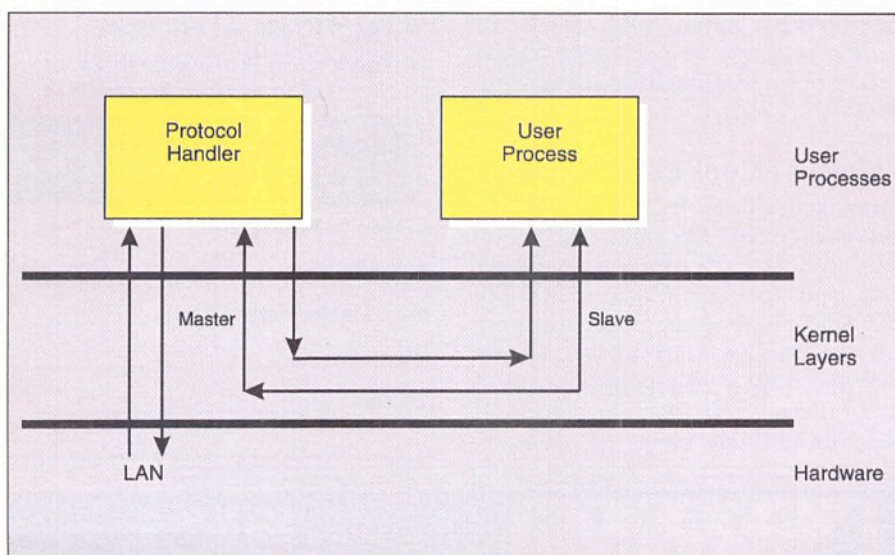 Protocol
Handler
User
Process
User
Processes
Master
Slave
Kernel
Layers
LAN
Hardware